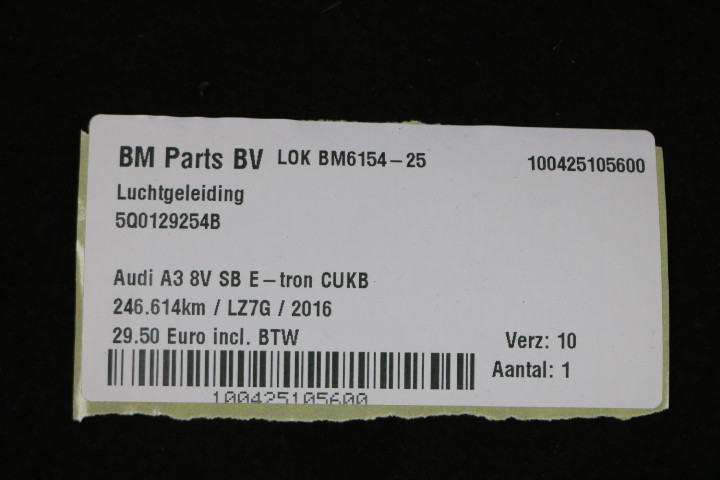 BM Parts BV LOK BM6154-25 100425105600
Luchtgeleiding
5Q0129254B
Audi A3 8V SB E-tron CUKB
246.614km / LZ7G / 2016
29.50 Euro incl. BTW Verz: 10
Aantal: 1
100425105600